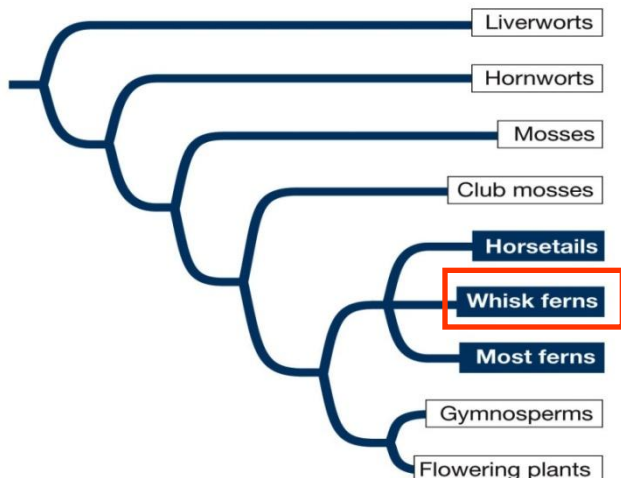 Liverworts
Hornworts
Mosses
Club mosses
Horsetails
Whisk ferns
Most ferns
Gymnosperms
Flowering plants